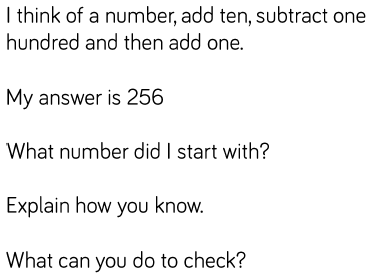 I think of a number, add ten, subtract one
hundred and then add one.
My answer is 256
What number did I start with?
Explain how you know.
What can you do to check?